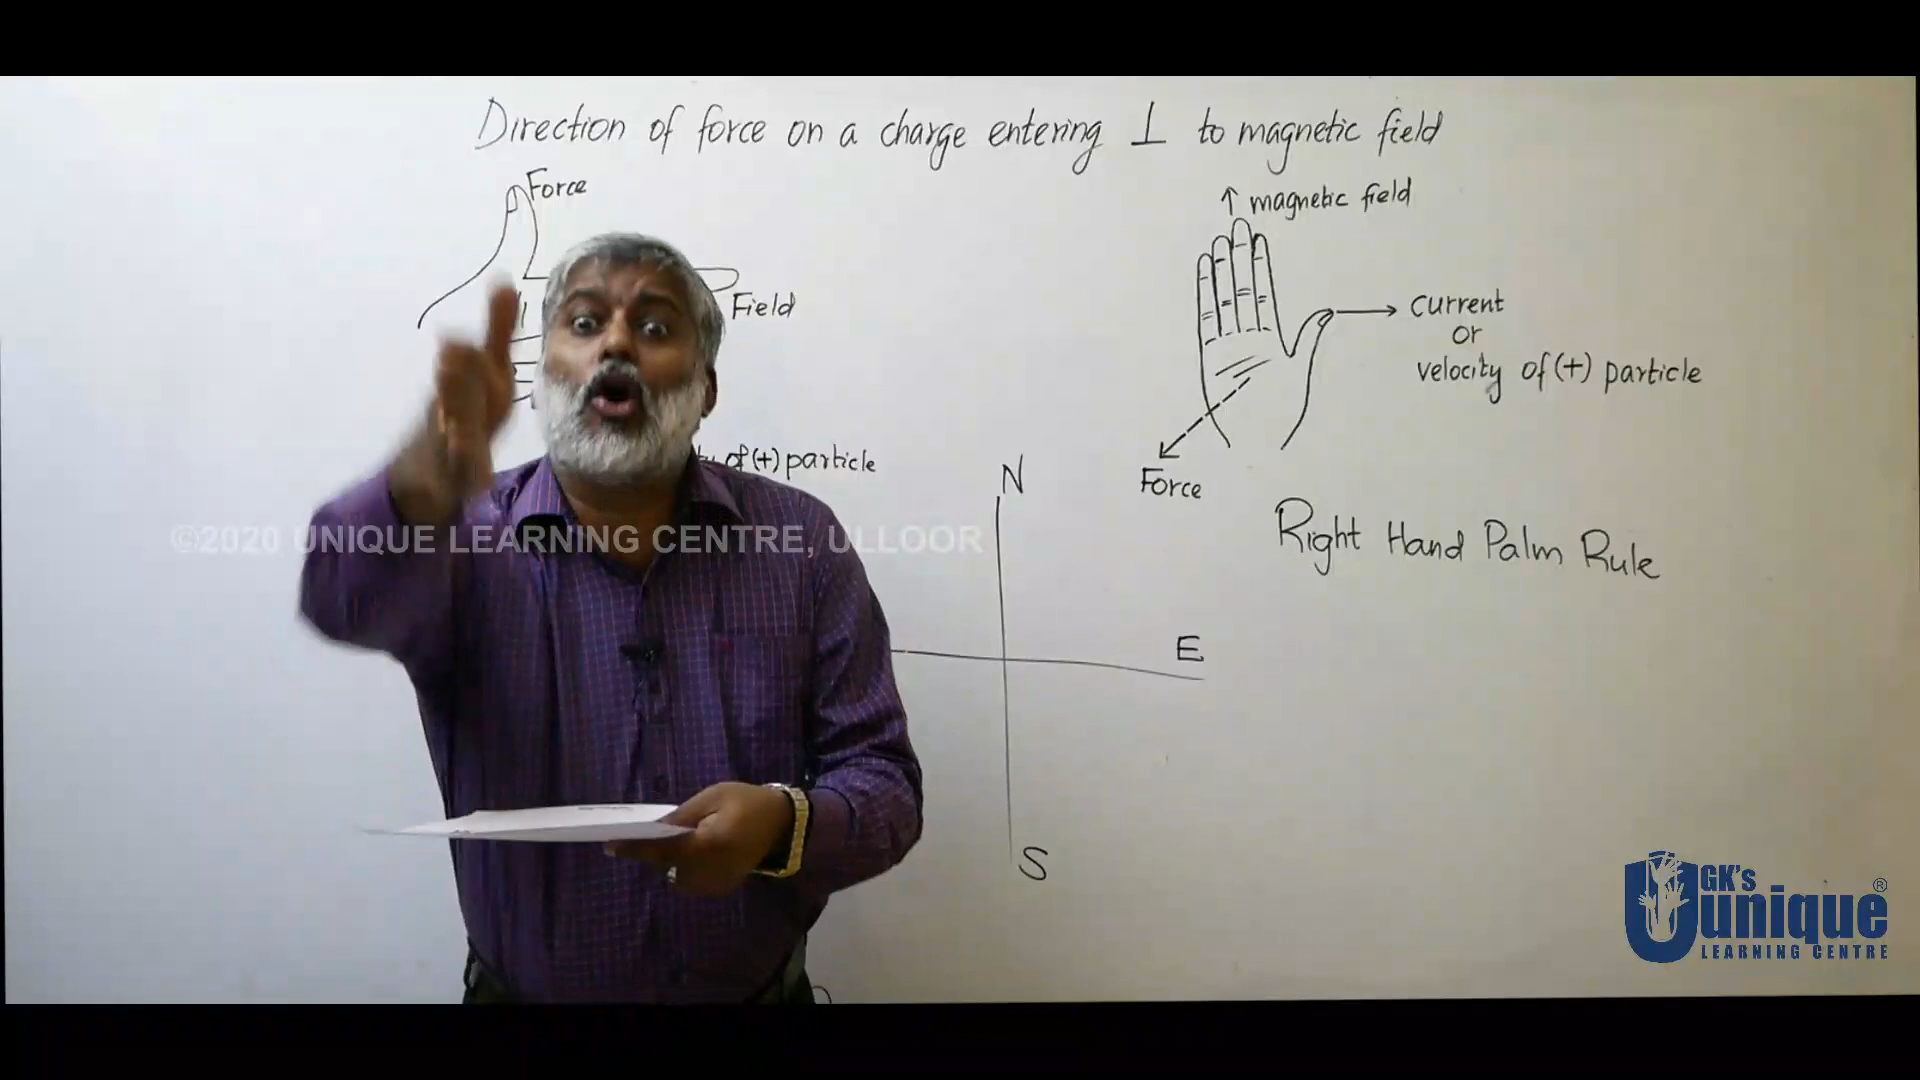 Direction of force on a charge entering ⊥ to magnetic field
Force
Field
of (+) particle
↑ magnetic field
current
or
velocity of (+) particle
Force
Right Hand Palm Rule
N
E
S
©2020 UNIQUE LEARNING CENTRE, ULLOOR
GK's
unique®
LEARNING CENTRE